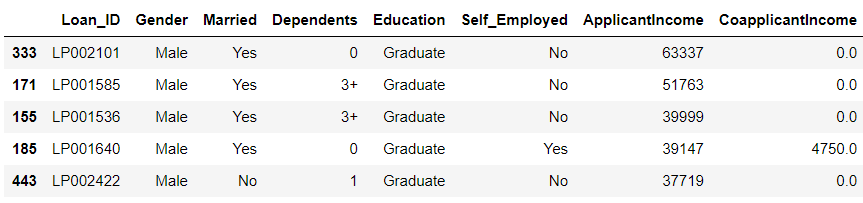 Loan_ID Gender Married Dependents Education Self_Employed ApplicantIncome CoapplicantIncome
333 LP002101 Male Yes 0 Graduate No 63337 0.0
171 LP001585 Male Yes 3+ Graduate No 51763 0.0
155 LP001536 Male Yes 3+ Graduate No 39999 0.0
185 LP001640 Male Yes 0 Graduate Yes 39147 4750.0
443 LP002422 Male No 1 Graduate No 37719 0.0